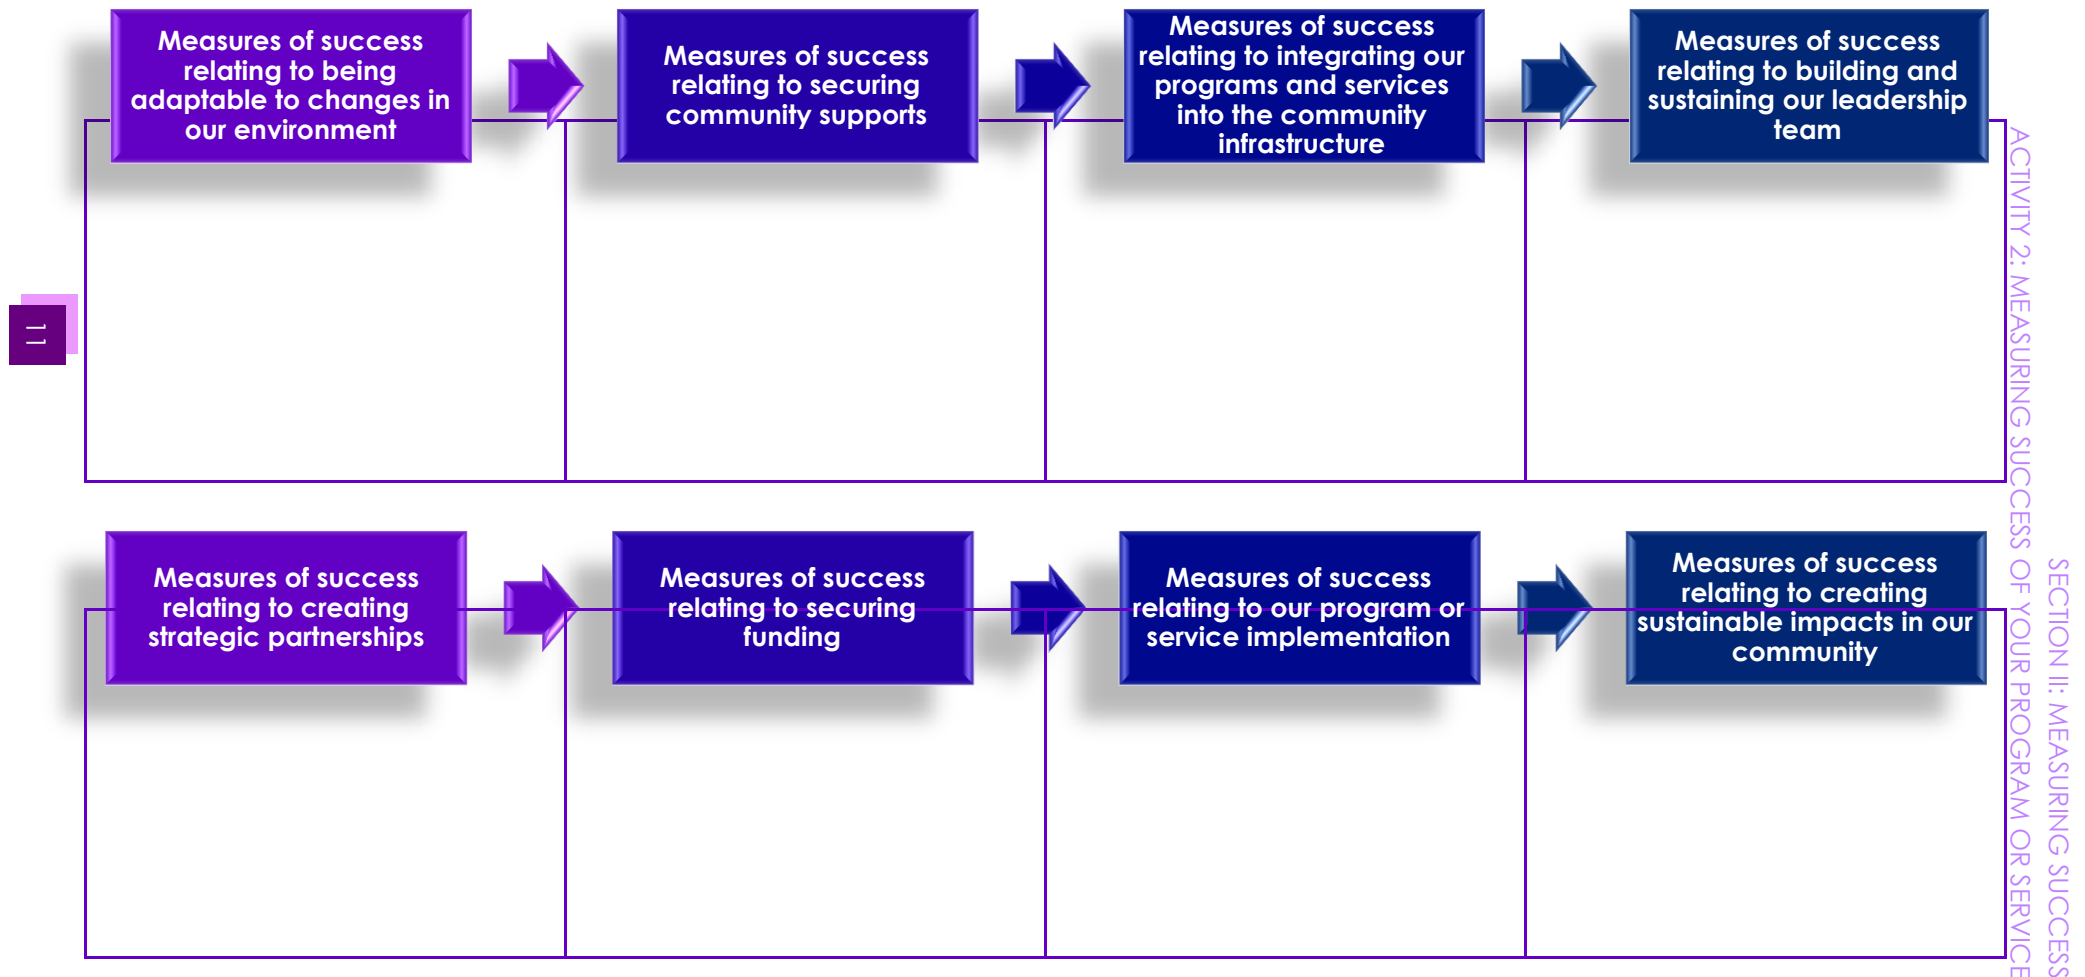 Measures of success
relating to being
adaptable to changes in
our environment
Measures of success
relating to securing
community supports
Measures of success
relating to integrating our
programs and services
into the community
infrastructure
Measures of success
relating to building and
sustaining our leadership
team
Measures of success
relating to creating
strategic partnerships
Measures of success
relating to securing
funding
Measures of success
relating to our program or
service implementation
Measures of success
relating to creating
sustainable impacts in our
community
SECTION II: MEASURING SUCCESS
ACTIVITY 2: MEASURING SUCCESS OF YOUR PROGRAM OR SERVICE
11